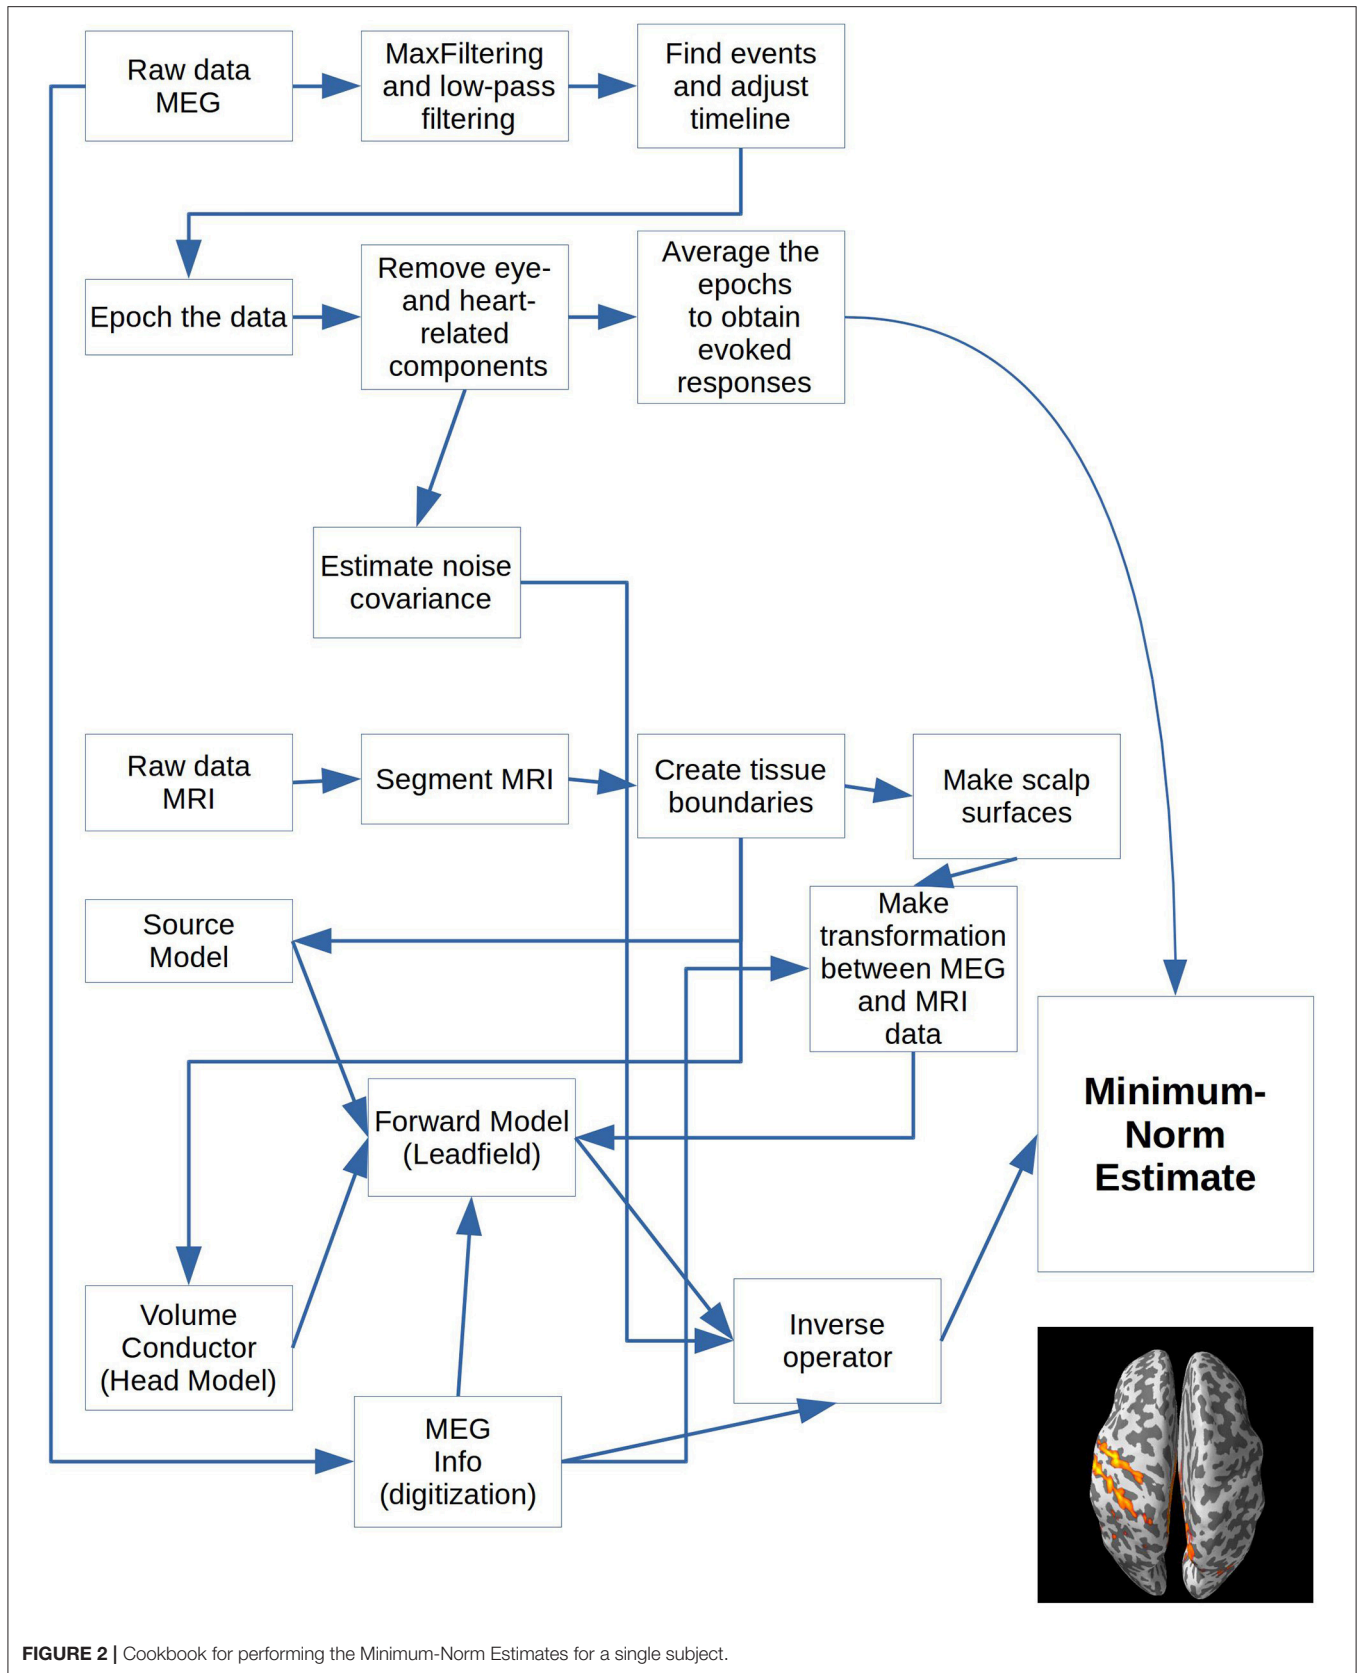 Raw data
MEG
MaxFiltering
and low-pass
filtering
Find events
and adjust
timeline
Epoch the data
Remove eye-
and heart-
related
components
Average the
epochs
to obtain
evoked
responses
Estimate noise
covariance
Raw data
MRI
Segment MRI
Create tissue
boundaries
Make scalp
surfaces
Source
Model
Make
transformation
between MEG
and MRI
data
Forward Model
(Leadfield)
Minimum-
Norm
Estimate
Volume
Conductor
(Head Model)
Inverse
operator
MEG
Info
(digitization)
FIGURE 2 | Cookbook for performing the Minimum-Norm Estimates for a single subject.